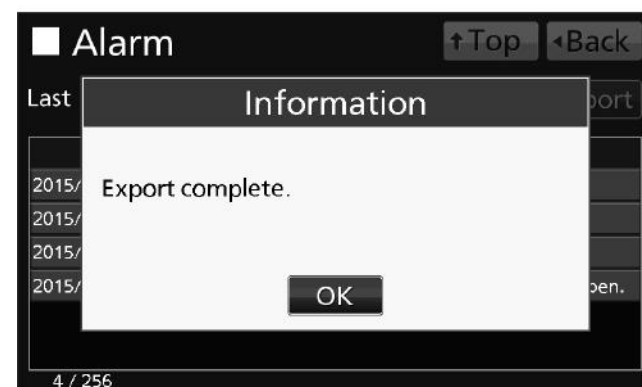 Alarm
Top
Back
Last
Information
port
Export complete.
2015/
2015/
2015/
2015/
pen.
OK
4 / 256